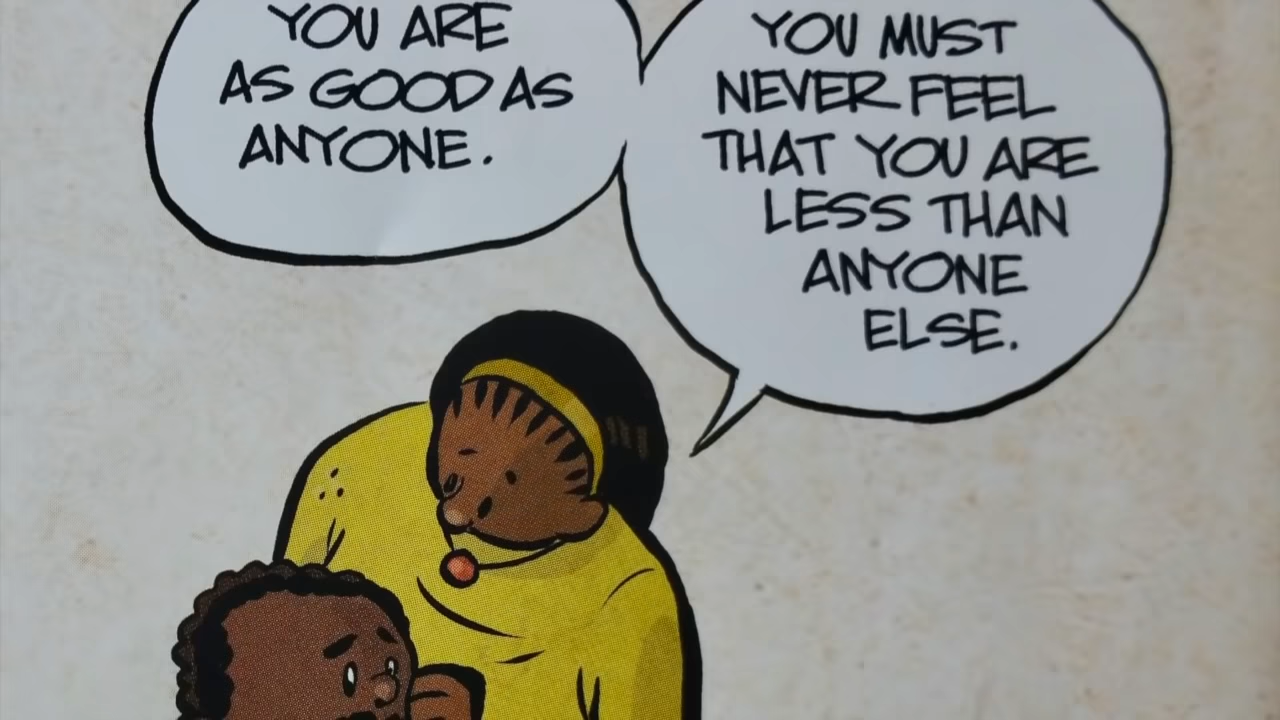 YOU ARE
AS GOOD AS
ANYONE.
YOU MUST
NEVER FEEL
THAT YOU ARE
LESS THAN
ANYONE
ELSE.